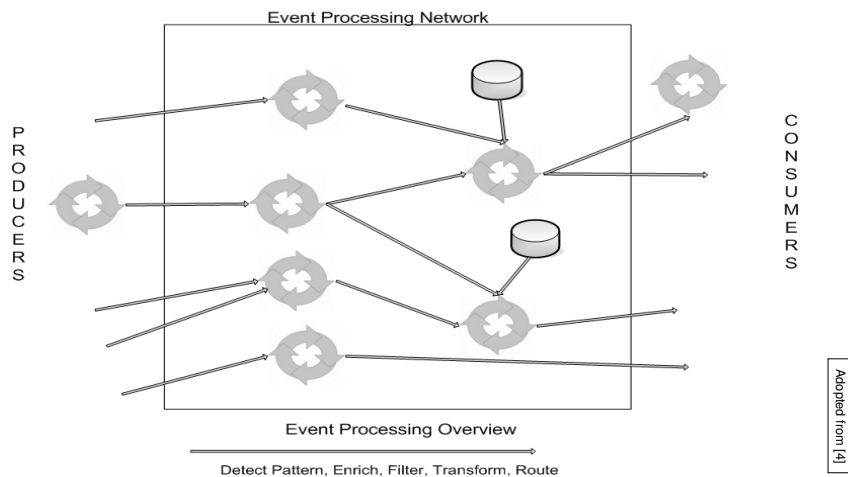 Event Processing Network
PRODUCERS
CONSUMERS
Event Processing Overview
Detect Pattern, Enrich, Filter, Transform, Route
Adopted from [4]